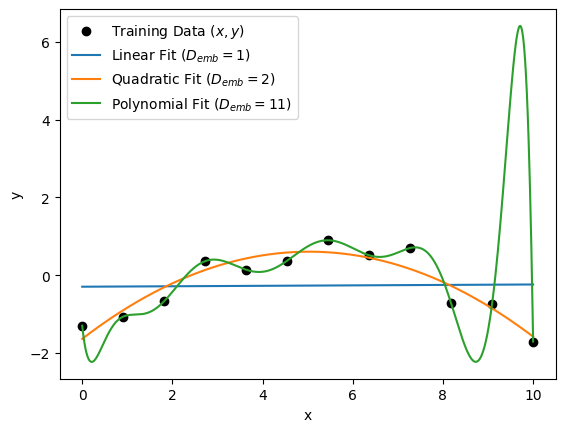 Training Data (x, y)
Linear Fit (D_emb = 1)
Quadratic Fit (D_emb = 2)
Polynomial Fit (D_emb = 11)
6
4
2
0
−2
y
0 2 4 6 8 10
x